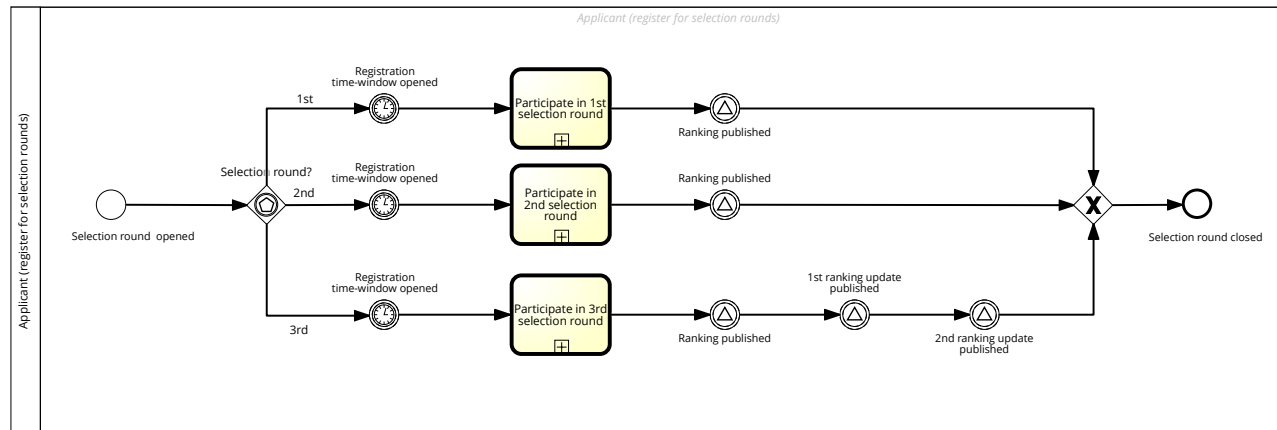 Applicant (register for selection rounds)
Applicant (register for selection rounds)
Registration
time-window opened
1st
Participate in 1st
selection round
Ranking published
Selection round?
Registration
time-window opened
2nd
Participate in
2nd selection
round
Ranking published
Selection round  opened
Selection round closed
Registration
time-window opened
3rd
Participate in 3rd
selection round
Ranking published
1st ranking update
published
2nd ranking update
published